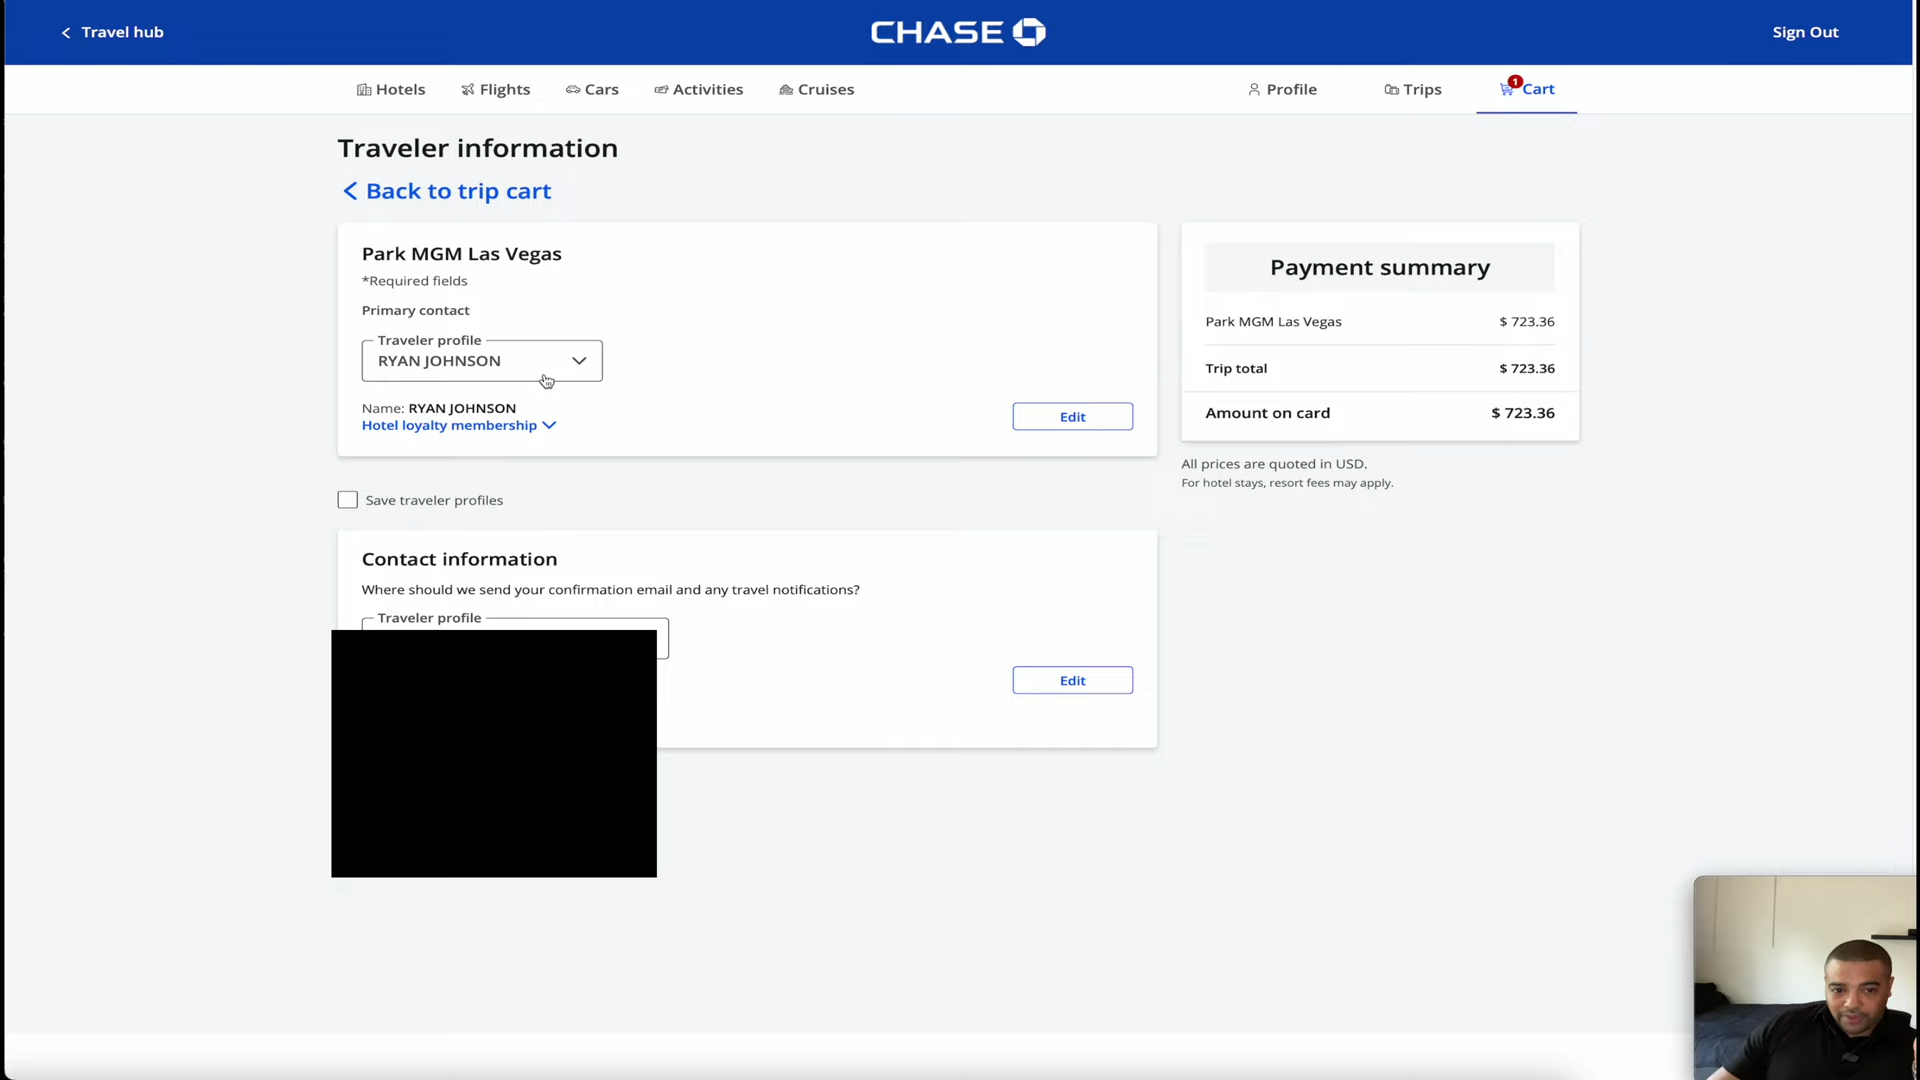 Travel hub
CHASE
Sign Out
Hotels
Flights
Cars
Activities
Cruises
Profile
Trips
1
Cart
Traveler information
Back to trip cart
Park MGM Las Vegas
*Required fields
Primary contact
Traveler profile
RYAN JOHNSON
Name: RYAN JOHNSON
Hotel loyalty membership
Edit
Save traveler profiles
Contact information
Where should we send your confirmation email and any travel notifications?
Traveler profile
Edit
Payment summary
Park MGM Las Vegas $ 723.36
Trip total $ 723.36
Amount on card $ 723.36
All prices are quoted in USD.
For hotel stays, resort fees may apply.